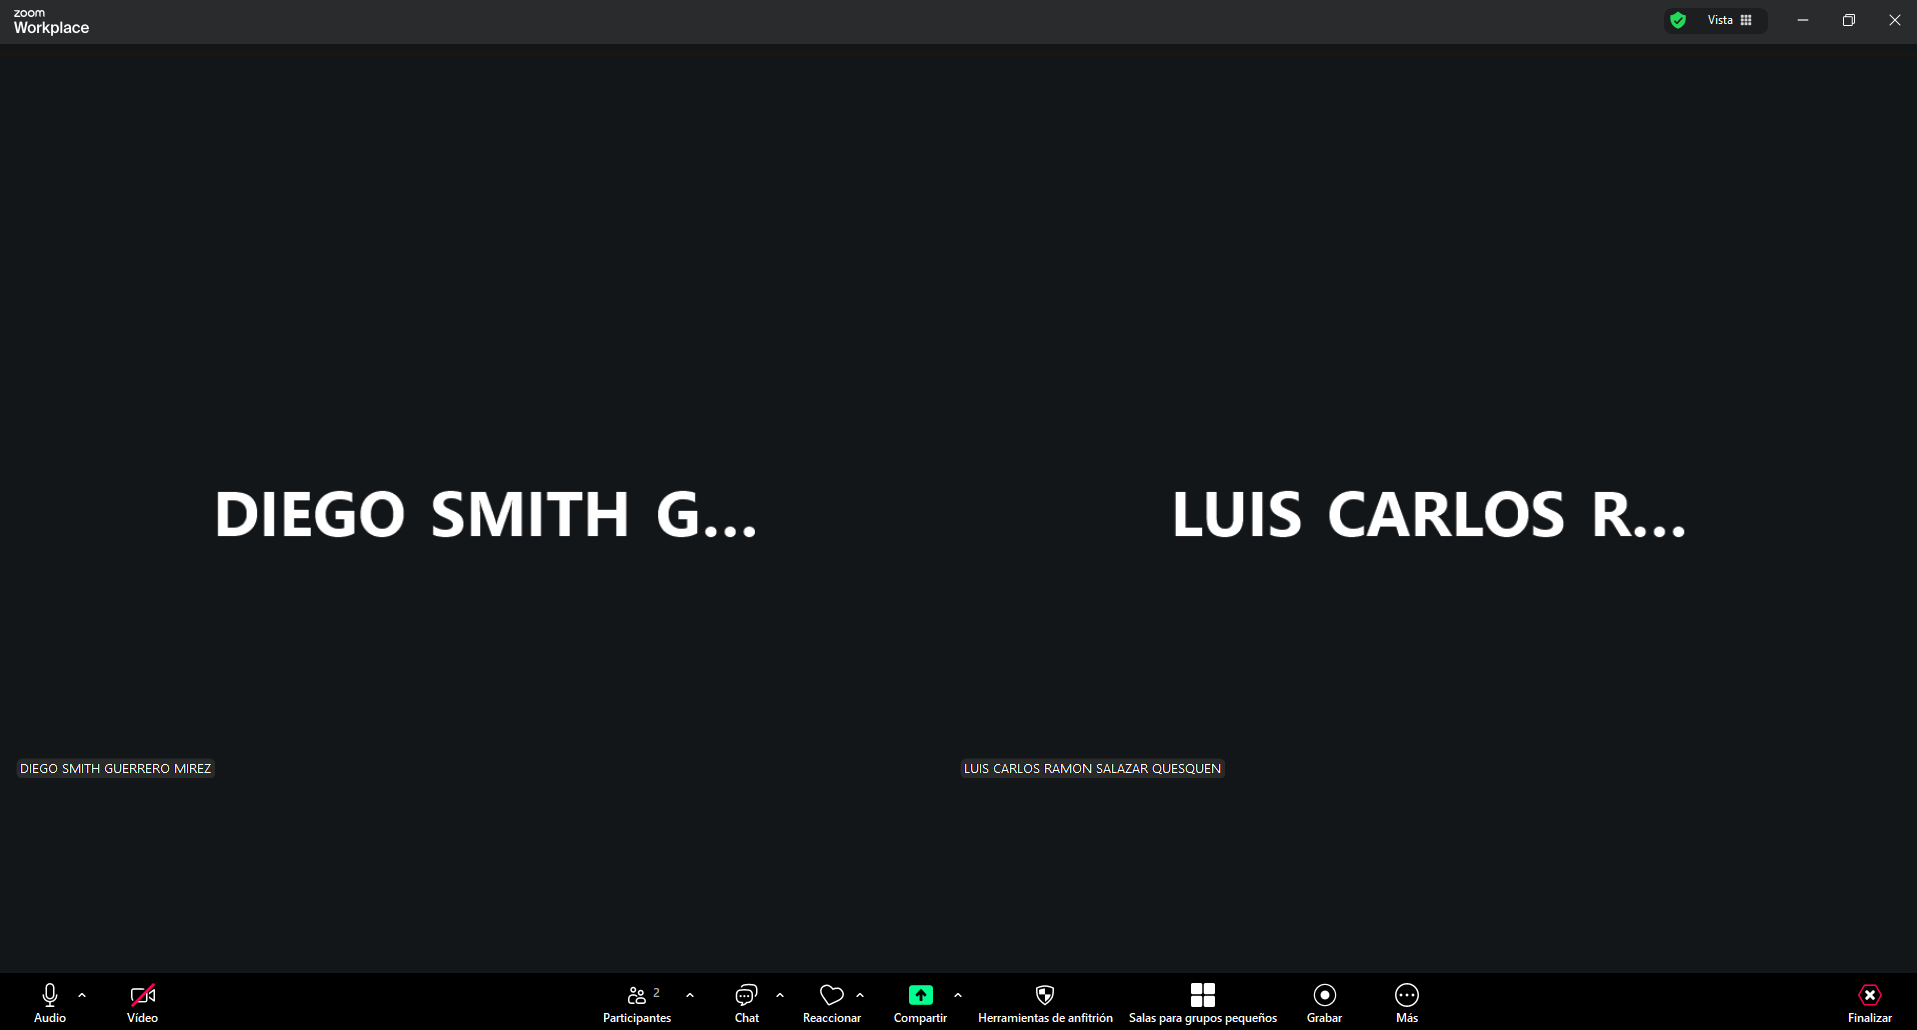 zoom
Workplace
Vista
DIEGO SMITH G...
LUIS CARLOS R...
DIEGO SMITH GUERRERO MIREZ
LUIS CARLOS RAMON SALAZAR QUESQUEN
Audio
Vídeo
2
Participantes
Chat
Reaccionar
Compartir
Herramientas de anfitrión
Salas para grupos pequeños
Grabar
Más
Finalizar